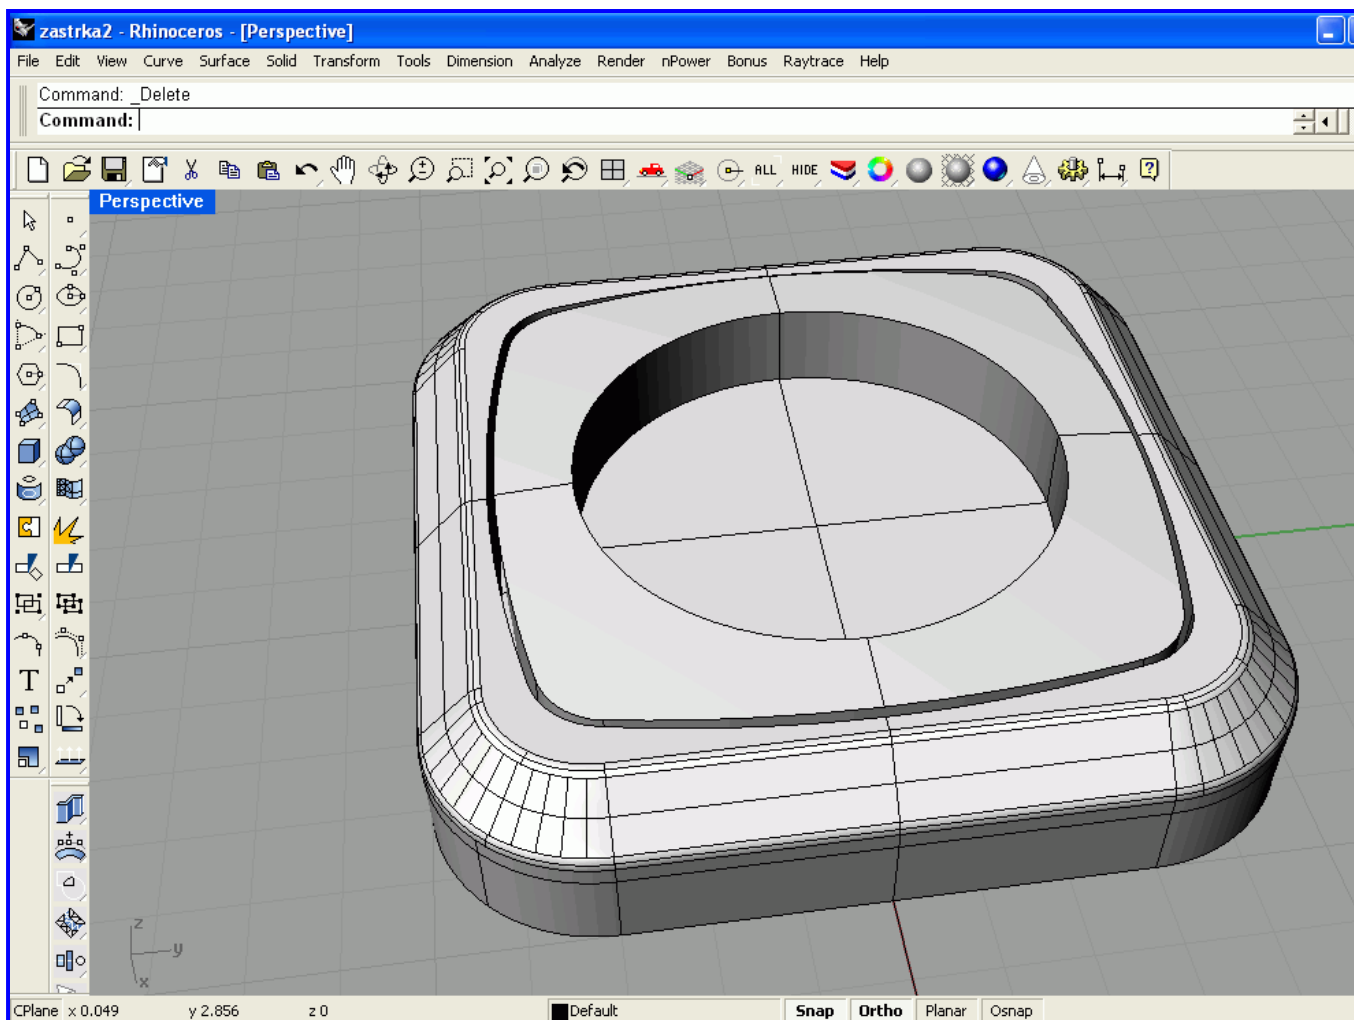 zastrka2 - Rhinoceros - [Perspective]
File Edit View Curve Surface Solid Transform Tools Dimension Analyze Render nPower Bonus Raytrace Help
Command: _Delete
Command:
ALL HIDE
Perspective
T
z
y
x
CPlane x 0.049 y 2.856 z 0 Default Snap Ortho Planar Osnap